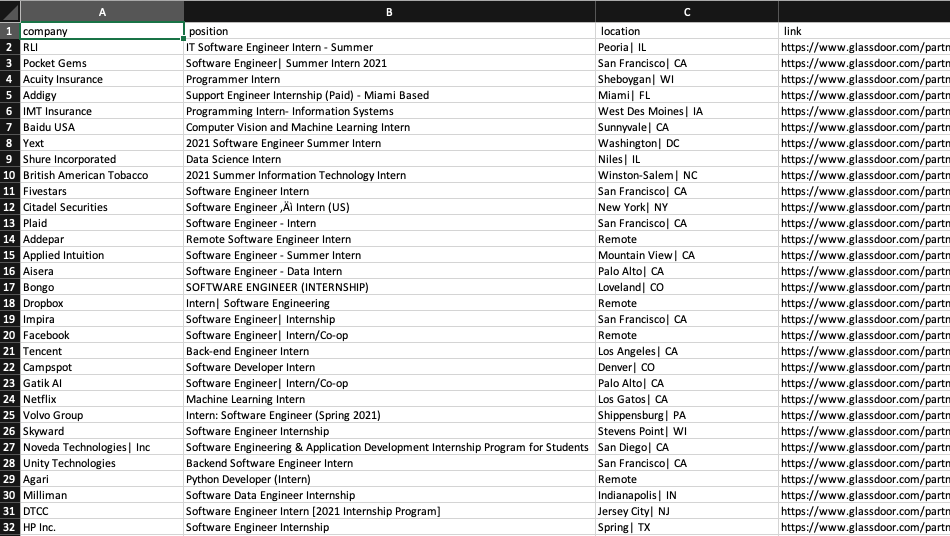 A B C
1 company position location link
2 RLI IT Software Engineer Intern - Summer Peoria| IL https://www.glassdoor.com/partn
3 Pocket Gems Software Engineer| Summer Intern 2021 San Francisco| CA https://www.glassdoor.com/partn
4 Acuity Insurance Programmer Intern Sheboygan| WI https://www.glassdoor.com/partn
5 Addigy Support Engineer Internship (Paid) - Miami Based Miami| FL https://www.glassdoor.com/partn
6 IMT Insurance Programming Intern- Information Systems West Des Moines| IA https://www.glassdoor.com/partn
7 Baidu USA Computer Vision and Machine Learning Intern Sunnyvale| CA https://www.glassdoor.com/partn
8 Yext 2021 Software Engineer Summer Intern Washington| DC https://www.glassdoor.com/partn
9 Shure Incorporated Data Science Intern Niles| IL https://www.glassdoor.com/partn
10 British American Tobacco 2021 Summer Information Technology Intern Winston-Salem| NC https://www.glassdoor.com/partn
11 Fivestars Software Engineer Intern San Francisco| CA https://www.glassdoor.com/partn
12 Citadel Securities Software Engineer ‚Äì Intern (US) New York| NY https://www.glassdoor.com/partn
13 Plaid Software Engineer - Intern San Francisco| CA https://www.glassdoor.com/partn
14 Addepar Remote Software Engineer Intern Remote https://www.glassdoor.com/partn
15 Applied Intuition Software Engineer - Summer Intern Mountain View| CA https://www.glassdoor.com/partn
16 Aisera Software Engineer - Data Intern Palo Alto| CA https://www.glassdoor.com/partn
17 Bongo SOFTWARE ENGINEER (INTERNSHIP) Loveland| CO https://www.glassdoor.com/partn
18 Dropbox Intern| Software Engineering Remote https://www.glassdoor.com/partn
19 Impira Software Engineer| Internship San Francisco| CA https://www.glassdoor.com/partn
20 Facebook Software Engineer| Intern/Co-op Remote https://www.glassdoor.com/partn
21 Tencent Back-end Engineer Intern Los Angeles| CA https://www.glassdoor.com/partn
22 Campspot Software Developer Intern Denver| CO https://www.glassdoor.com/partn
23 Gatik AI Software Engineer| Intern/Co-op Palo Alto| CA https://www.glassdoor.com/partn
24 Netflix Machine Learning Intern Los Gatos| CA https://www.glassdoor.com/partn
25 Volvo Group Intern: Software Engineer (Spring 2021) Shippensburg| PA https://www.glassdoor.com/partn
26 Skyward Software Engineer Internship Stevens Point| WI https://www.glassdoor.com/partn
27 Noveda Technologies| Inc Software Engineering & Application Development Internship Program for Students San Diego| CA https://www.glassdoor.com/partn
28 Unity Technologies Backend Software Engineer Intern San Francisco| CA https://www.glassdoor.com/partn
29 Agari Python Developer (Intern) Remote https://www.glassdoor.com/partn
30 Milliman Software Data Engineer Internship Indianapolis| IN https://www.glassdoor.com/partn
31 DTCC Software Engineer Intern [2021 Internship Program] Jersey City| NJ https://www.glassdoor.com/partn
32 HP Inc. Software Engineer Internship Spring| TX https://www.glassdoor.com/partn